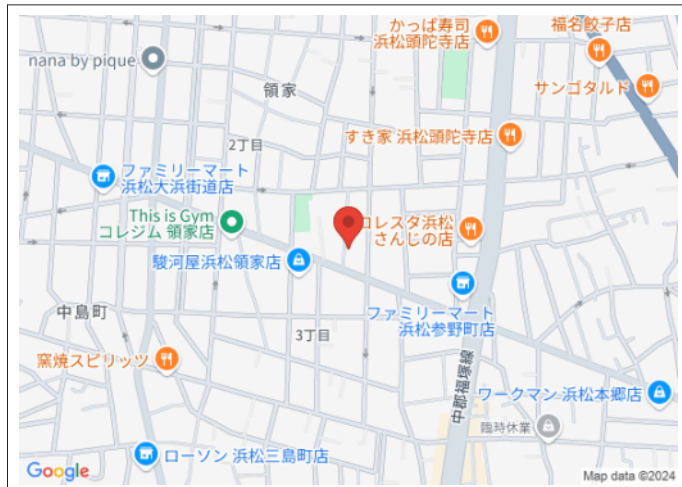 かっぱ寿司
浜松頭陀寺店
福名餃子店
nana by pique
領家
サンゴタルド
すき家 浜松頭陀寺店
2丁目
ファミリーマート
浜松大浜街道店
This is Gym
コレジム 領家店
コレスタ浜松
さんじの店
駿河屋浜松領家店
中島町
ファミリーマート
浜松参野町店
3丁目
窯焼スピリッツ
中郡福塚線
ワークマン 浜松本郷店
臨時休業
ローソン 浜松三島町店
Google
Map data ©2024